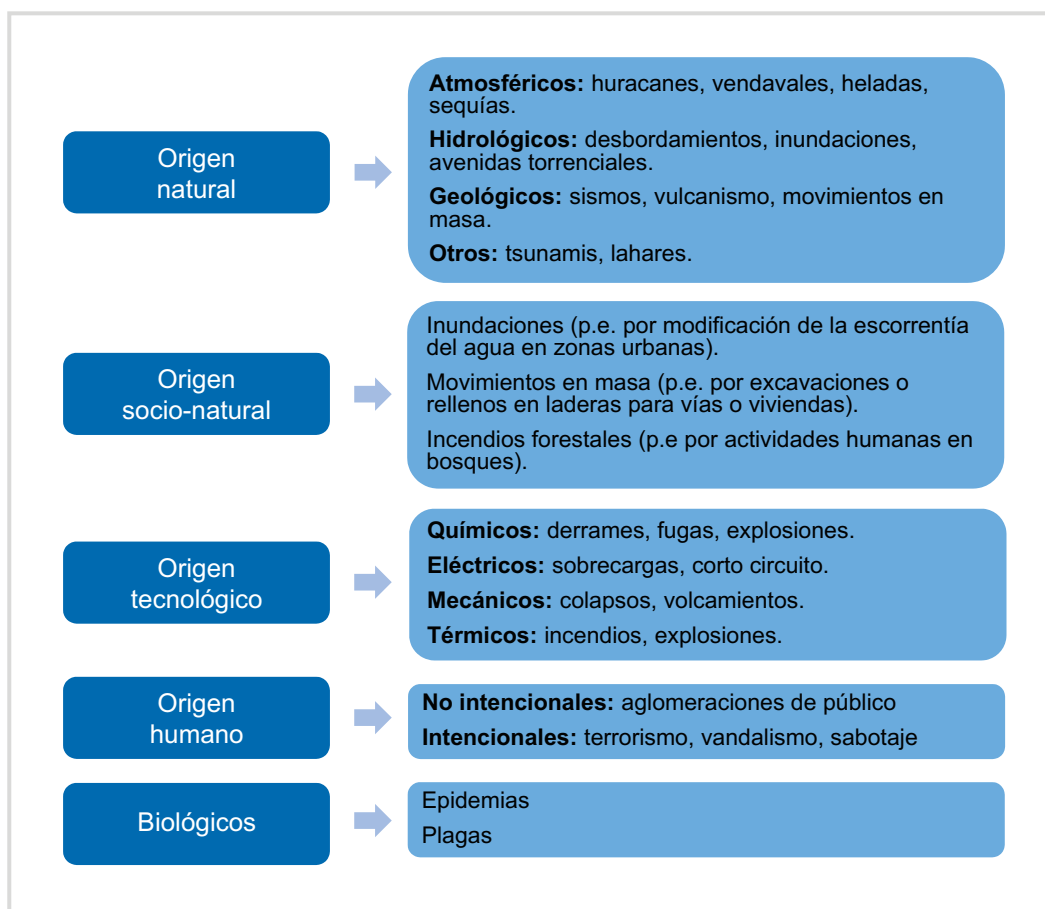 Origen
natural
Atmosféricos: huracanes, vendavales, heladas,
sequías.
Hidrológicos: desbordamientos, inundaciones,
avenidas torrenciales.
Geológicos: sismos, vulcanismo, movimientos en
masa.
Otros: tsunamis, lahares.
Origen
socio-natural
Inundaciones (p.e. por modificación de la escorrentía
del agua en zonas urbanas).
Movimientos en masa (p.e. por excavaciones o
rellenos en laderas para vías o viviendas).
Incendios forestales (p.e por actividades humanas en
bosques).
Origen
tecnológico
Químicos: derrames, fugas, explosiones.
Eléctricos: sobrecargas, corto circuito.
Mecánicos: colapsos, volcamientos.
Térmicos: incendios, explosiones.
Origen
humano
No intencionales: aglomeraciones de público
Intencionales: terrorismo, vandalismo, sabotaje
Biológicos
Epidemias
Plagas